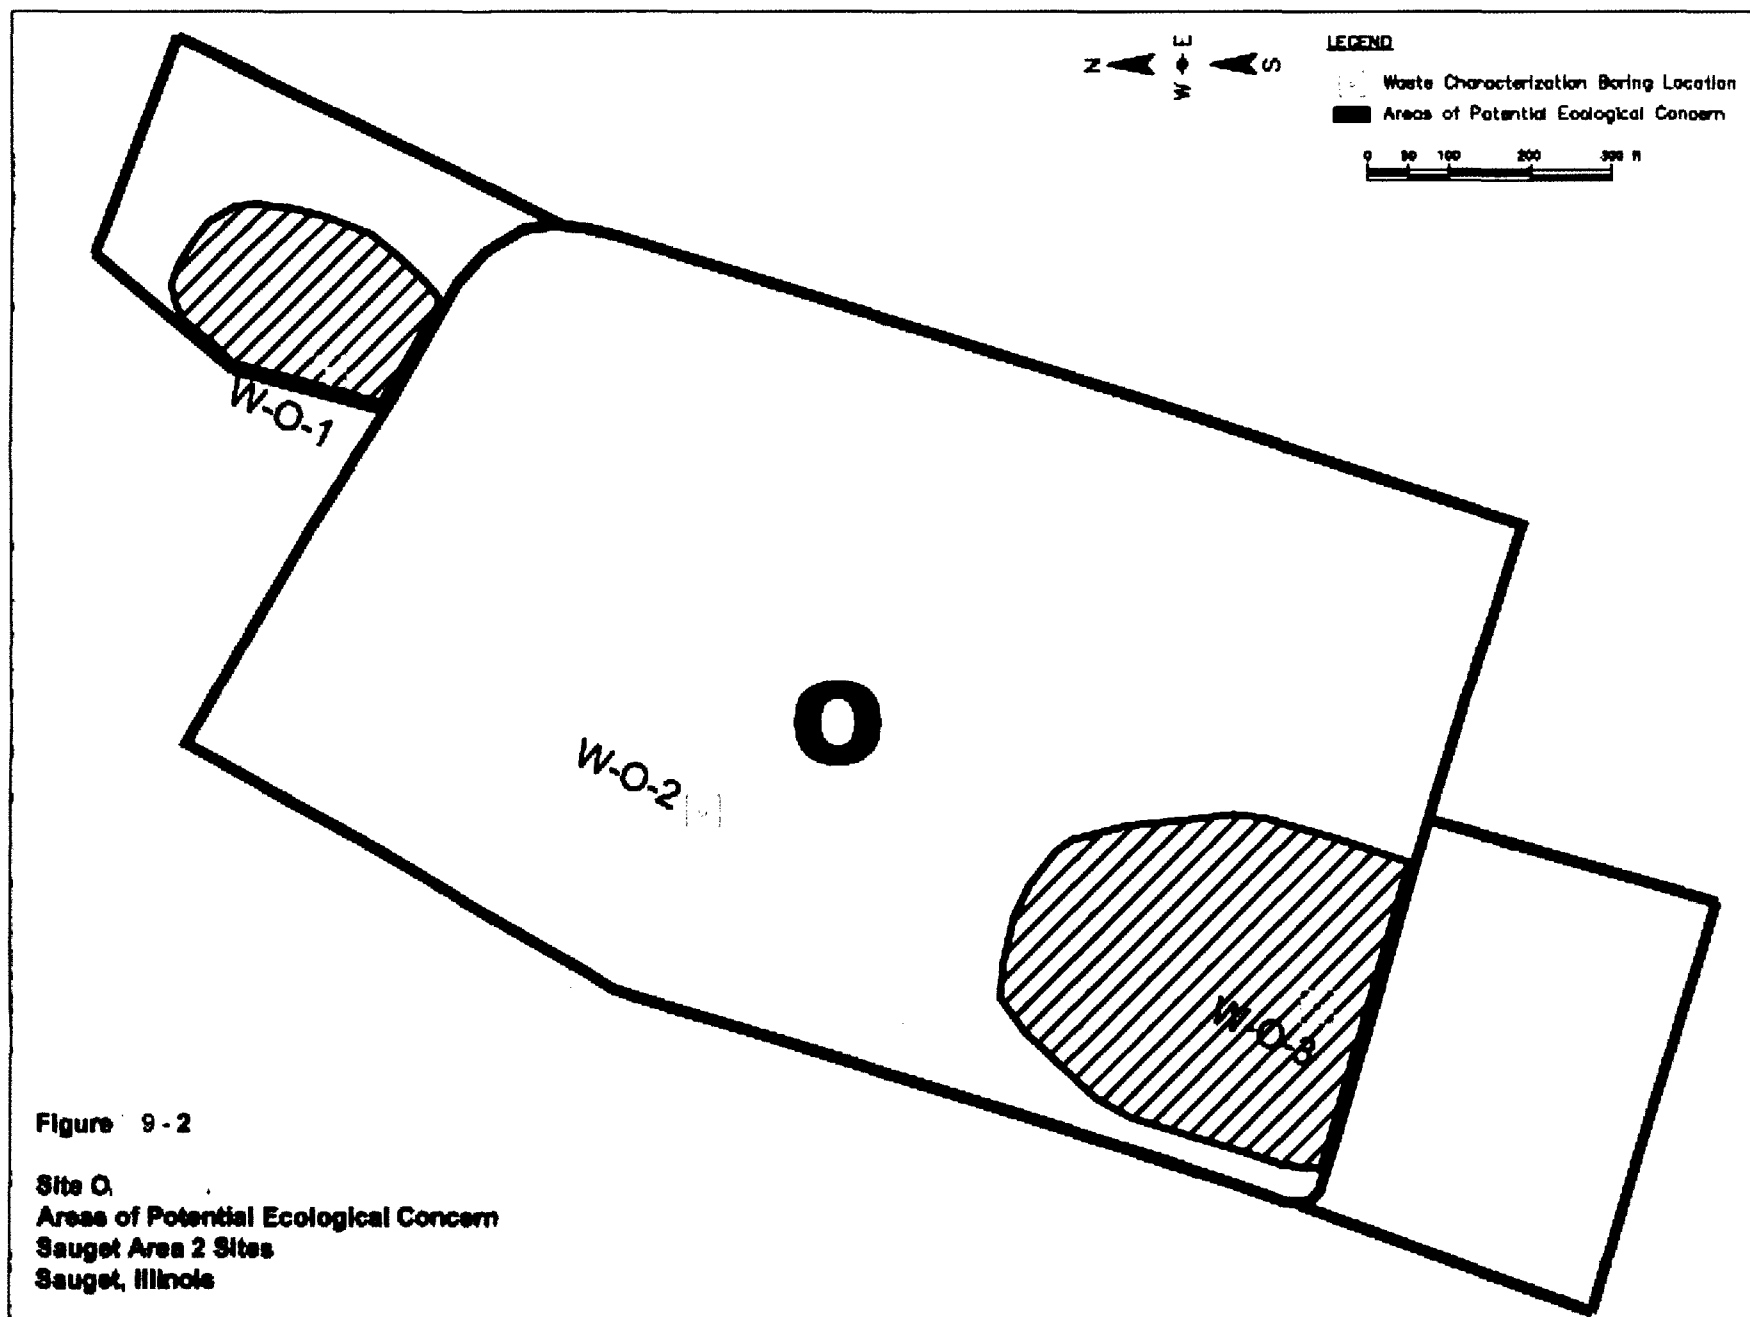 N W E S
LEGEND
Waste Characterization Boring Location
Areas of Potential Ecological Concern
0 50 100 200 300 ft
W-O-1
O
W-O-2
W-O-3
Figure 9-2
Site O
Areas of Potential Ecological Concern
Sauget Area 2 Sites
Sauget, Illinois